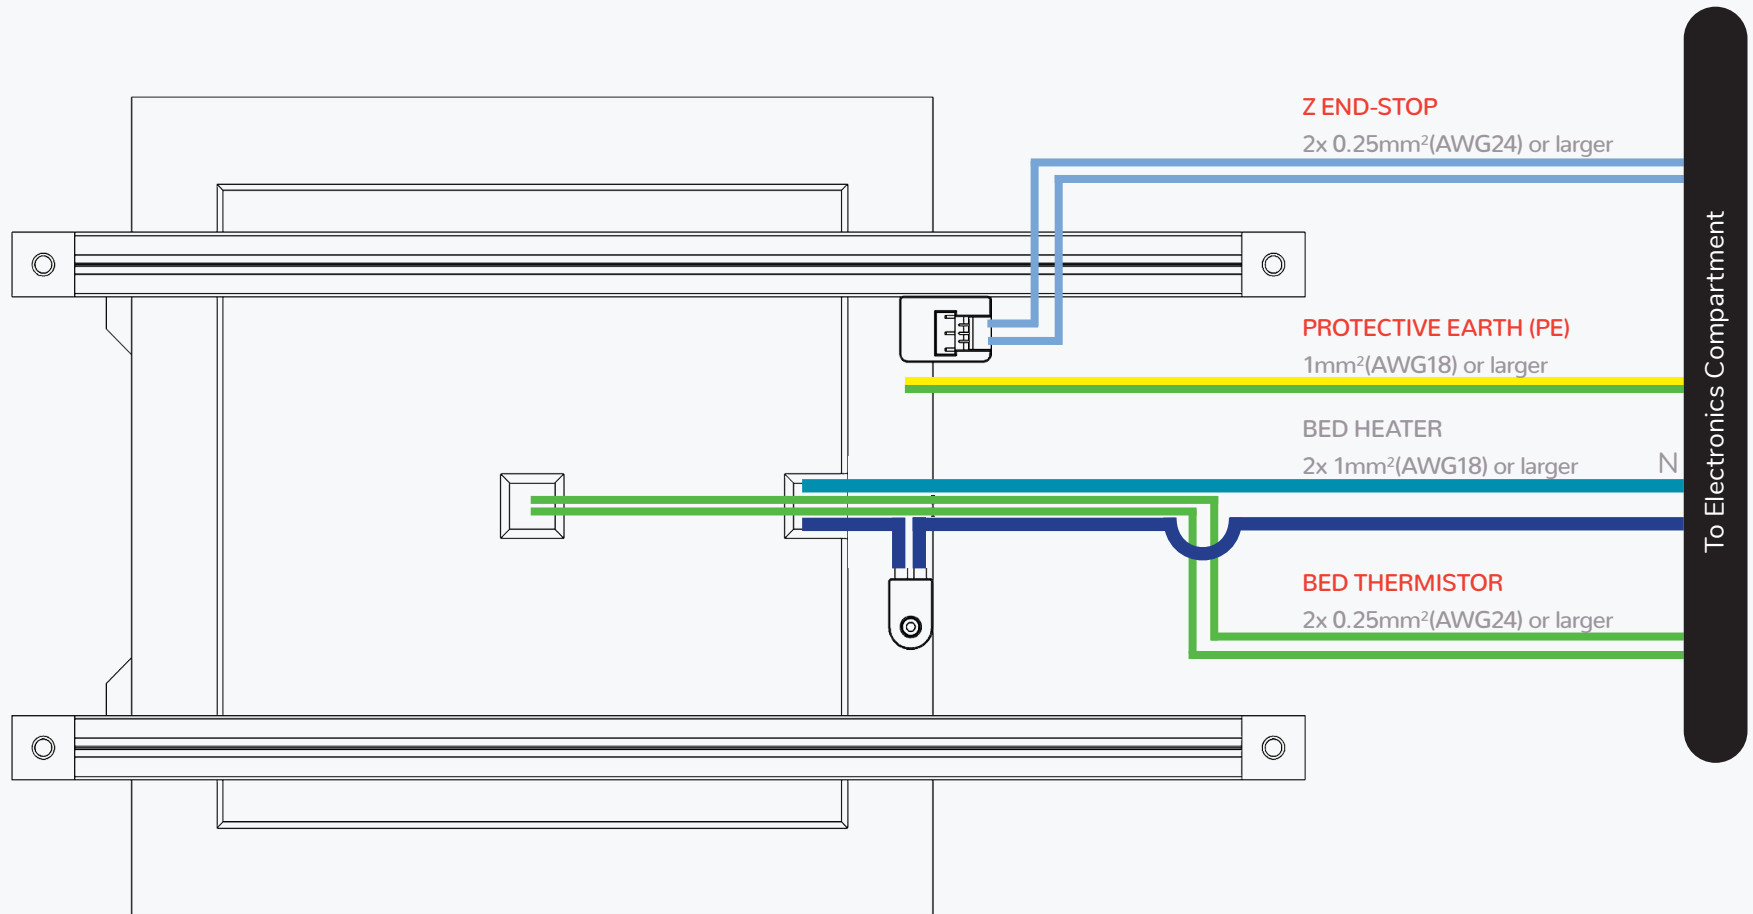 Z END-STOP
2x 0.25mm²(AWG24) or larger
PROTECTIVE EARTH (PE)
1mm²(AWG18) or larger
BED HEATER
2x 1mm²(AWG18) or larger
N
BED THERMISTOR
2x 0.25mm²(AWG24) or larger
To Electronics Compartment